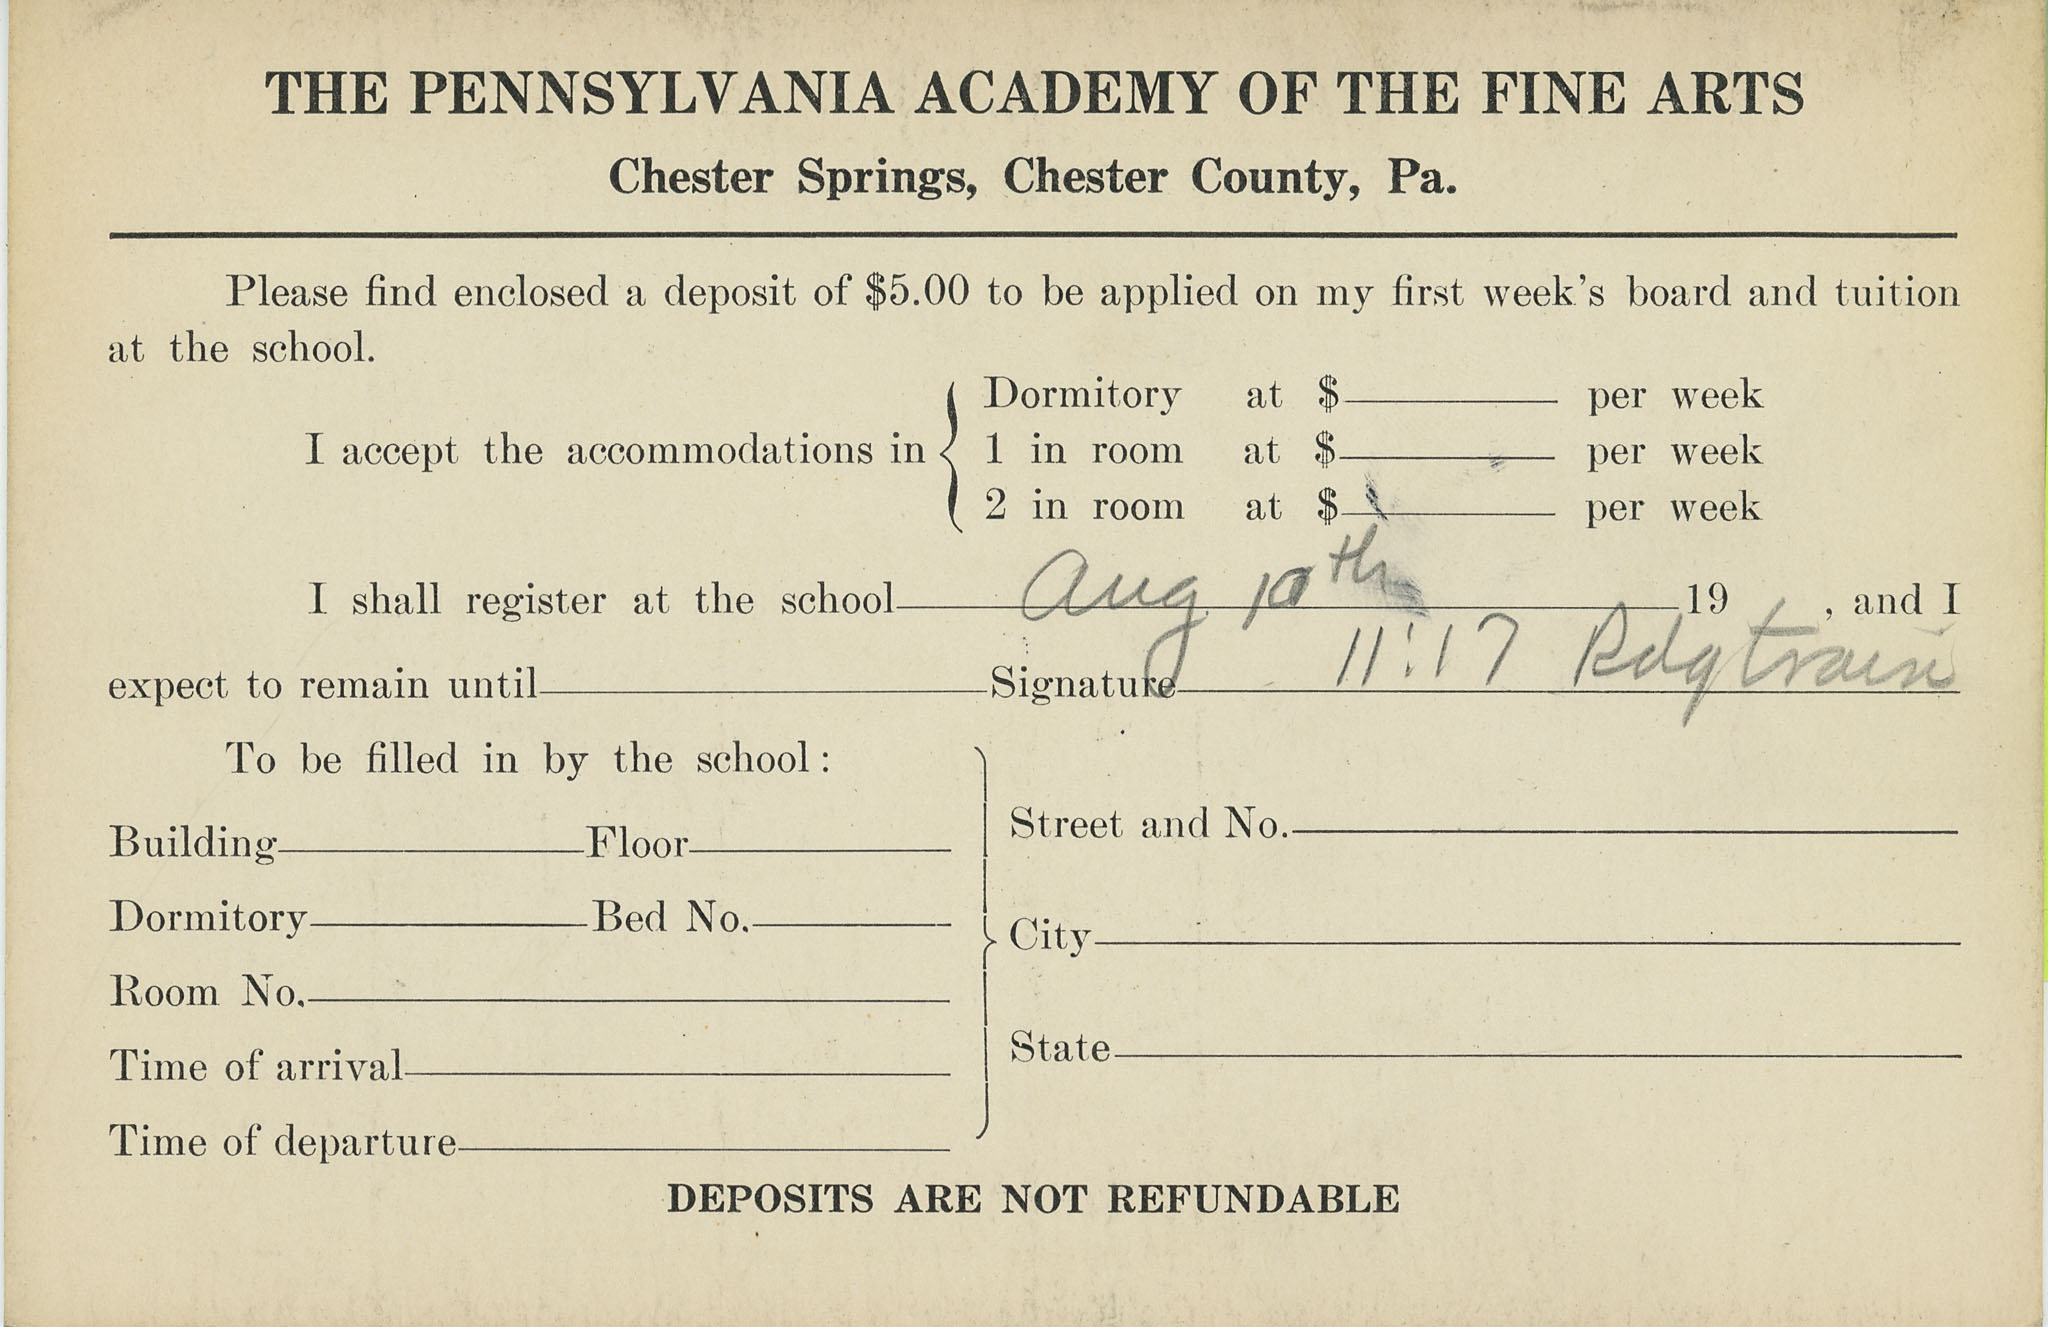 THE PENNSYLVANIA ACADEMY OF THE FINE ARTS
Chester Springs, Chester County, Pa.
Please find enclosed a deposit of $5.00 to be applied on my first week's board and tuition
at the school.
I accept the accommodations in
Dormitory at $ per week
1 in room at $ per week
2 in room at $ per week
I shall register at the school Aug 10th 19 , and I
expect to remain until Signature 11:17 Rdg train
To be filled in by the school:
Building Floor
Dormitory Bed No.
Room No.
Time of arrival
Time of departure
Street and No.
City
State
DEPOSITS ARE NOT REFUNDABLE